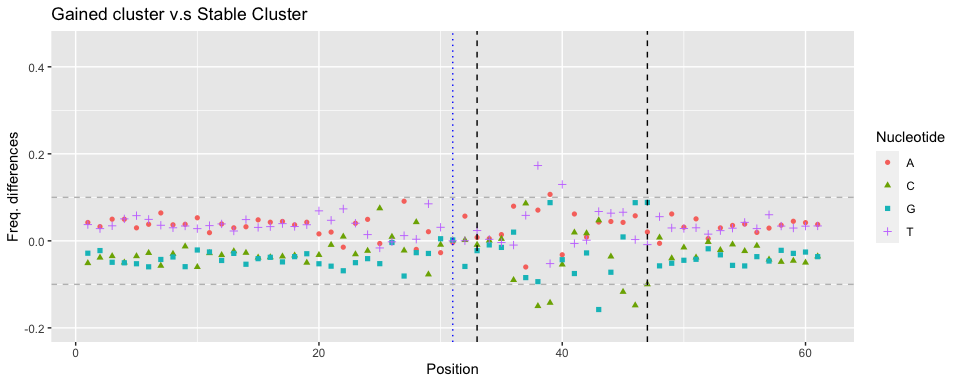 Gained cluster v.s Stable Cluster
Freq. differences
0.4
0.2
0.0
-0.2
0
20
40
60
Position
Nucleotide
A
C
G
T